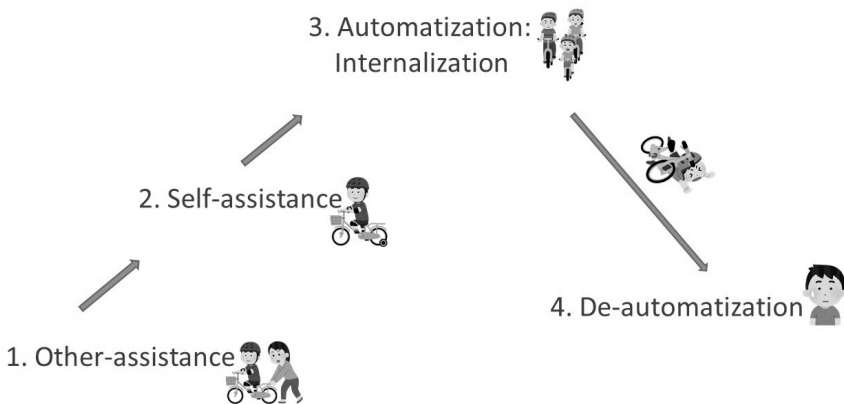 3. Automatization:
Internalization
2. Self-assistance
4. De-automatization
1. Other-assistance